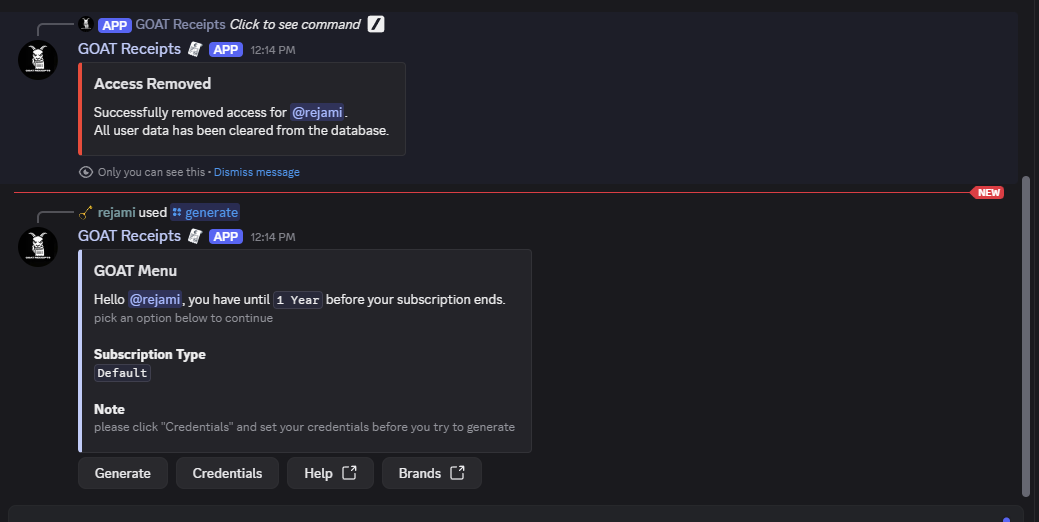 APP GOAT Receipts Click to see command
GOAT Receipts APP 12:14 PM
Access Removed
Successfully removed access for @rejami.
All user data has been cleared from the database.
Only you can see this • Dismiss message
NEW
rejami used generate
GOAT Receipts APP 12:14 PM
GOAT Menu
Hello @rejami, you have until 1 Year before your subscription ends.
pick an option below to continue
Subscription Type
Default
Note
please click "Credentials" and set your credentials before you try to generate
Generate Credentials Help Brands